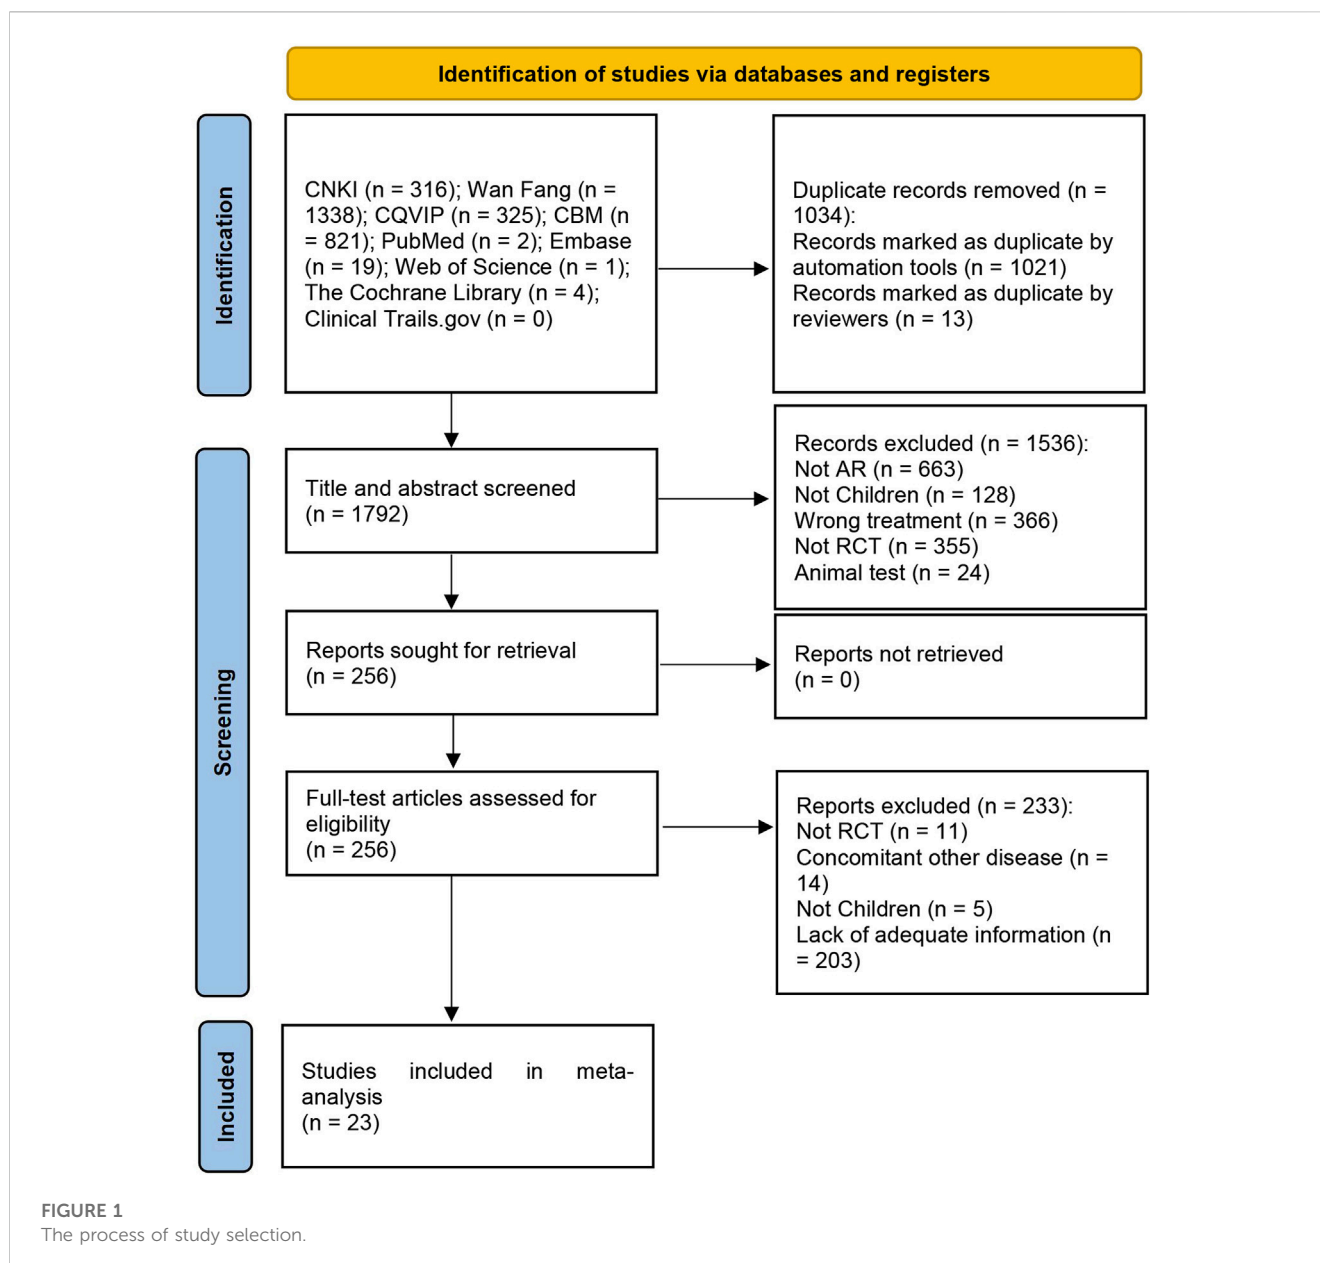 Identification of studies via databases and registers
Identification
CNKI (n = 316); Wan Fang (n =
1338); CQVIP (n = 325); CBM (n
= 821); PubMed (n = 2); Embase
(n = 19); Web of Science (n = 1);
The Cochrane Library (n = 4);
Clinical Trails.gov (n = 0)
Duplicate records removed (n =
1034):
Records marked as duplicate by
automation tools (n = 1021)
Records marked as duplicate by
reviewers (n = 13)
Screening
Title and abstract screened
(n = 1792)
Records excluded (n = 1536):
Not AR (n = 663)
Not Children (n = 128)
Wrong treatment (n = 366)
Not RCT (n = 355)
Animal test (n = 24)
Reports sought for retrieval
(n = 256)
Reports not retrieved
(n = 0)
Full-test articles assessed for
eligibility
(n = 256)
Reports excluded (n = 233):
Not RCT (n = 11)
Concomitant other disease (n =
14)
Not Children (n = 5)
Lack of adequate information (n
= 203)
Included
Studies included in meta-
analysis
(n = 23)
FIGURE 1
The process of study selection.